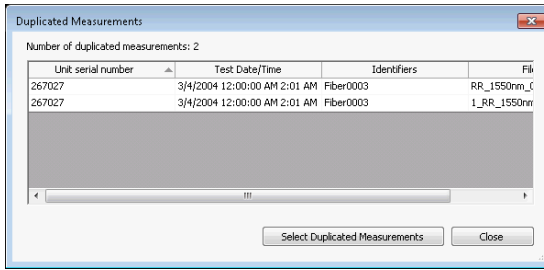 Duplicated Measurements
Number of duplicated measurements: 2
Unit serial number Test Date/Time Identifiers
267027 3/4/2004 12:00:00 AM 2:01 AM Fiber0003 RR_1550nm_
267027 3/4/2004 12:00:00 AM 2:01 AM Fiber0003 1_RR_1550nm
Select Duplicated Measurements Close